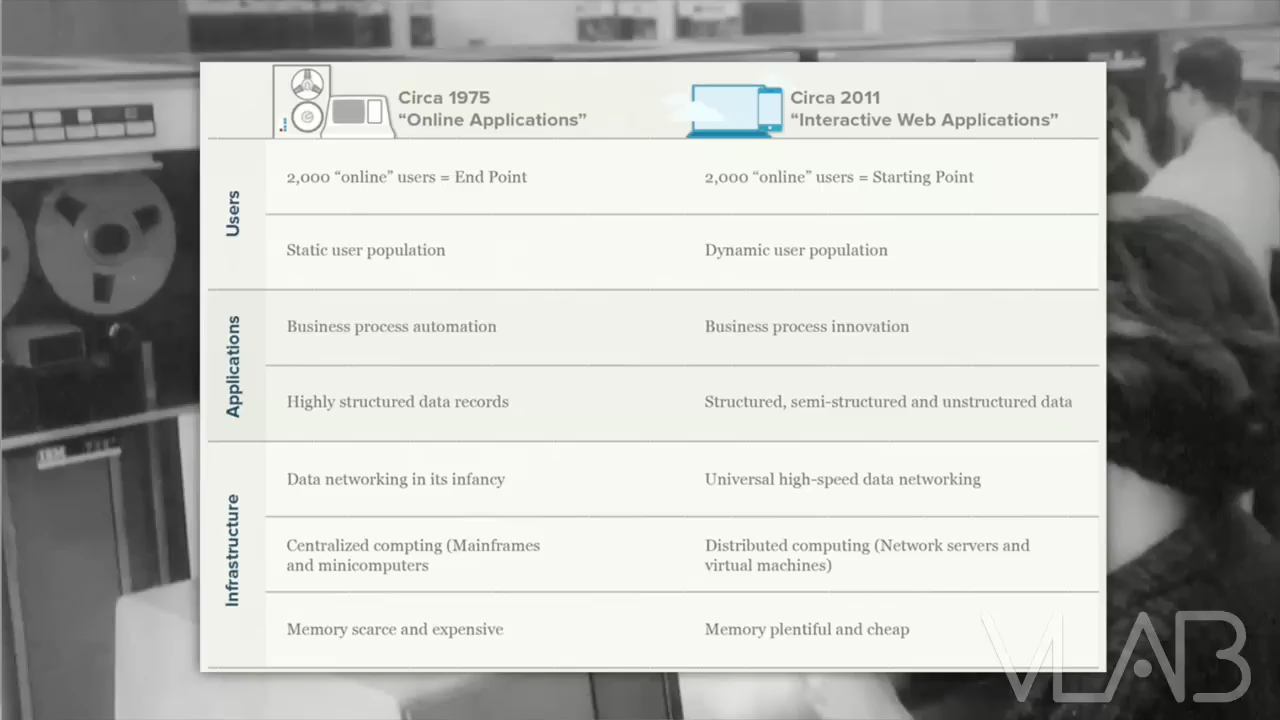 Circa 1975
“Online Applications”
Circa 2011
“Interactive Web Applications”
Users
2,000 “online” users = End Point
2,000 “online” users = Starting Point
Static user population
Dynamic user population
Applications
Business process automation
Business process innovation
Highly structured data records
Structured, semi-structured and unstructured data
Infrastructure
Data networking in its infancy
Universal high-speed data networking
Centralized compting (Mainframes
and minicomputers
Distributed computing (Network servers and
virtual machines)
Memory scarce and expensive
Memory plentiful and cheap
IBM
VLAB